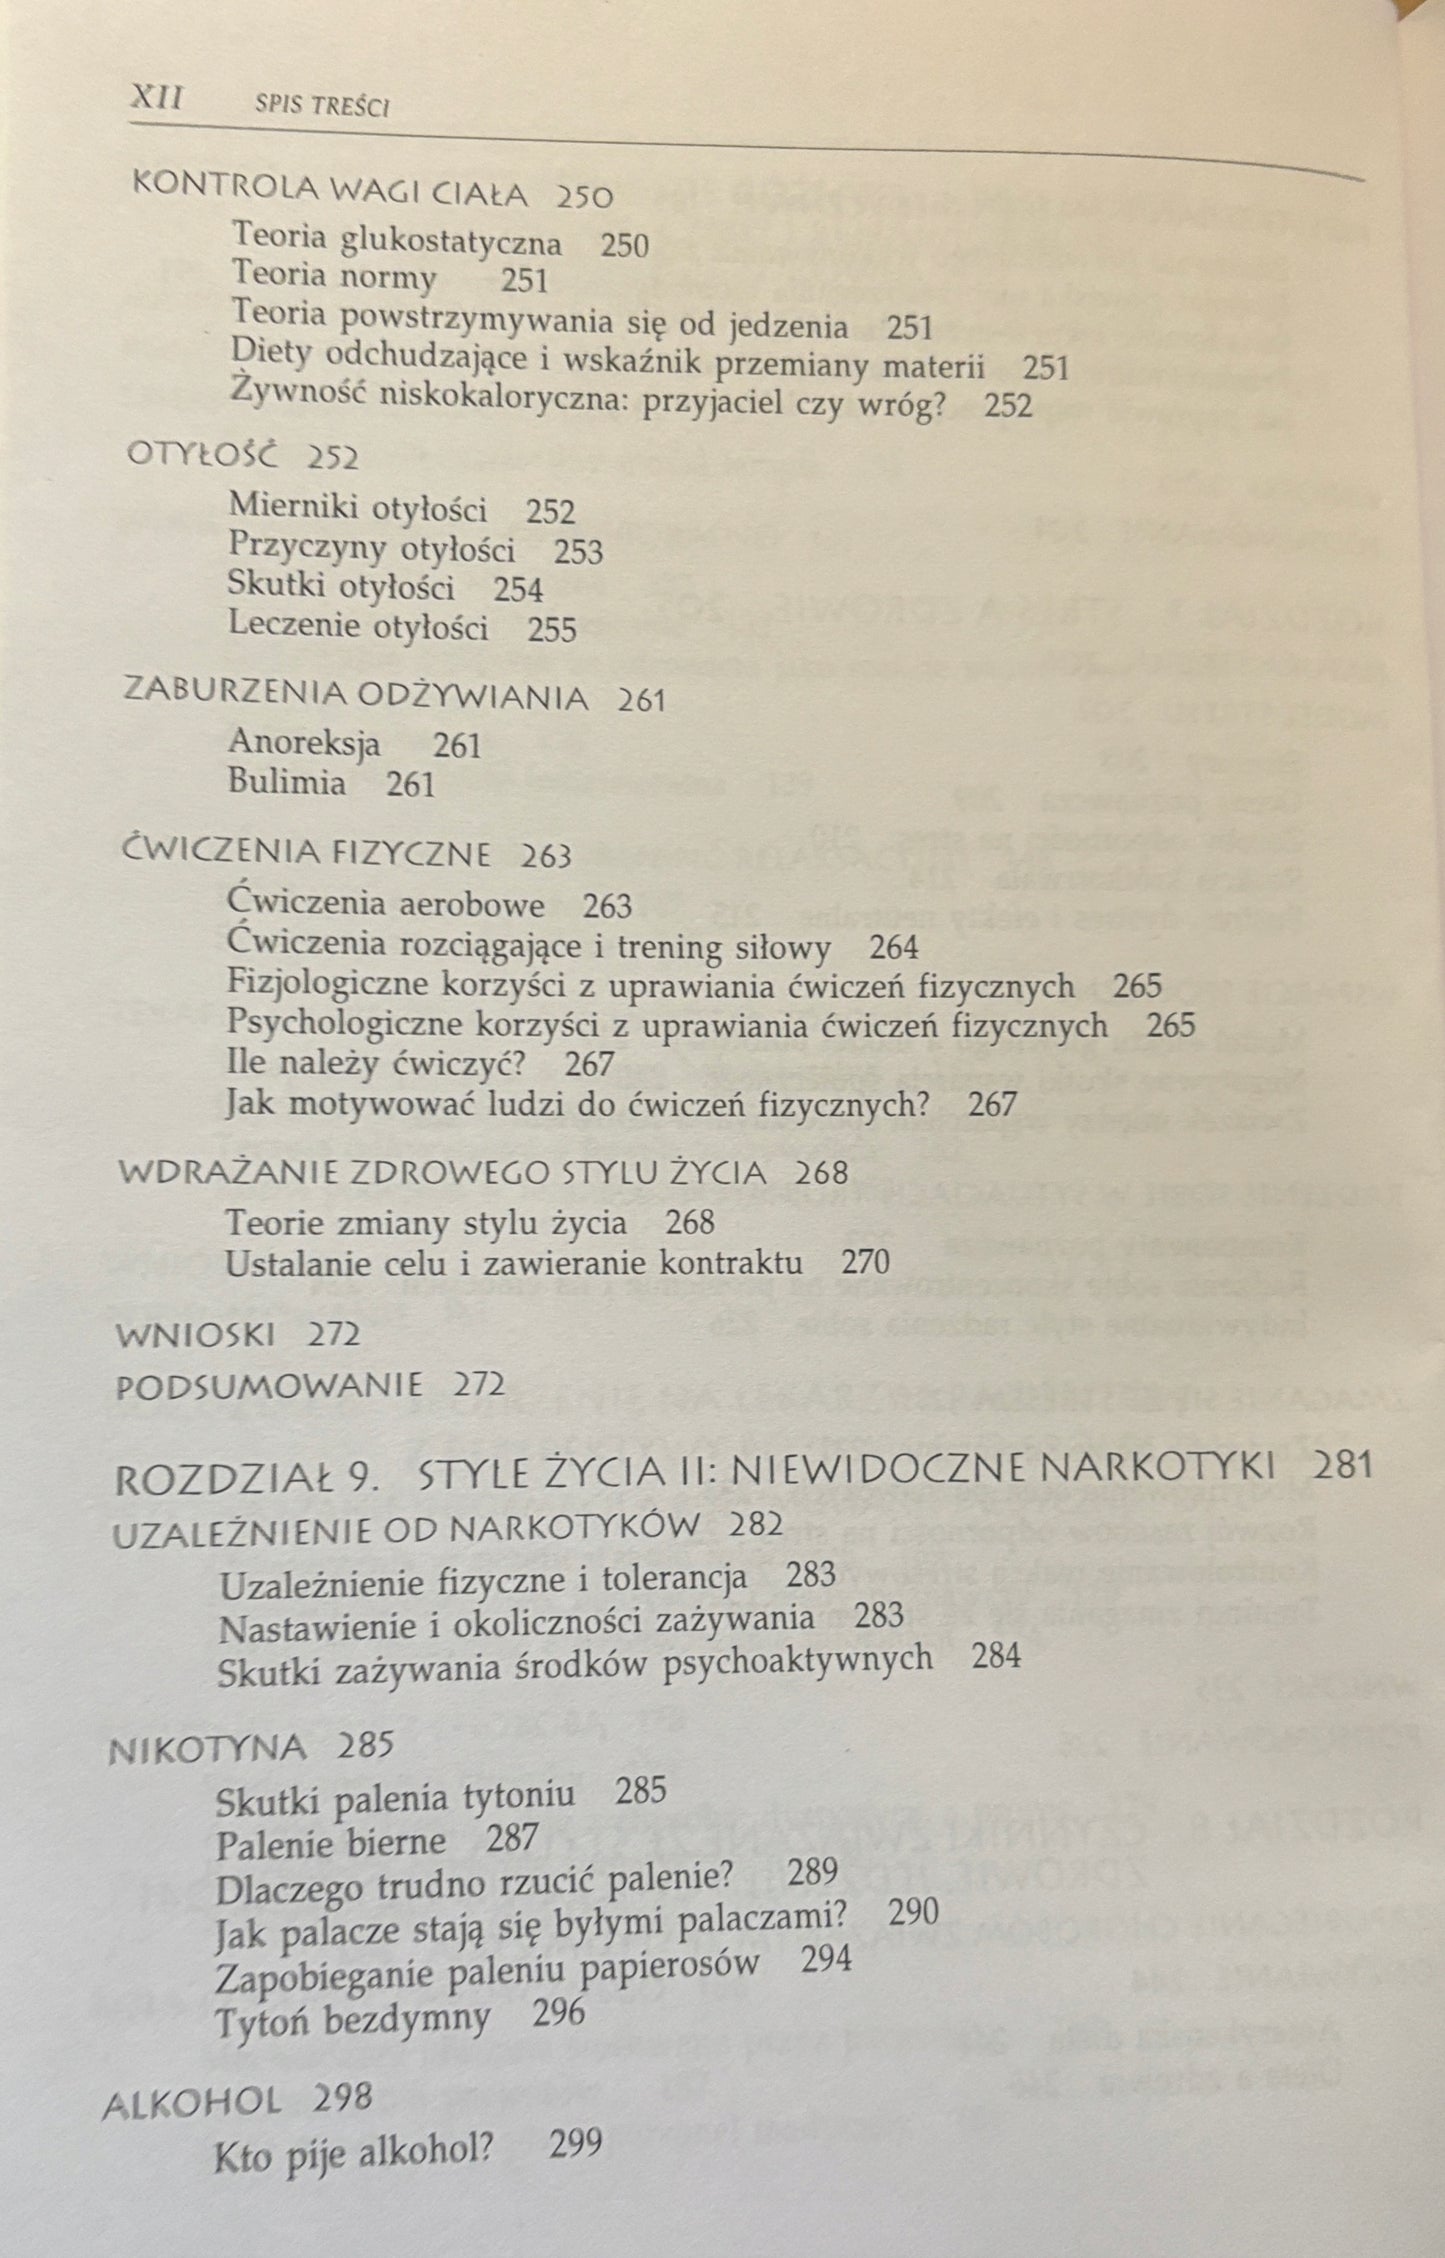 XII SPIS TREŚCI
KONTROLA WAGI CIAŁA 250
Teoria glukostatyczna 250
Teoria normy 251
Teoria powstrzymywania się od jedzenia 251
Diety odchudzające i wskaźnik przemiany materii 251
Żywność niskokaloryczna: przyjaciel czy wróg? 252
OTYŁOŚĆ 252
Mierniki otyłości 252
Przyczyny otyłości 253
Skutki otyłości 254
Leczenie otyłości 255
ZABURZENIA ODŻYWIANIA 261
Anoreksja 261
Bulimia 261
ĆWICZENIA FIZYCZNE 263
Ćwiczenia aerobowe 263
Ćwiczenia rozciągające i trening siłowy 264
Fizjologiczne korzyści z uprawiania ćwiczeń fizycznych 265
Psychologiczne korzyści z uprawiania ćwiczeń fizycznych 265
Ile należy ćwiczyć? 267
Jak motywować ludzi do ćwiczeń fizycznych? 267
WDRAŻANIE ZDROWEGO STYLU ŻYCIA 268
Teorie zmiany stylu życia 268
Ustalanie celu i zawieranie kontraktu 270
WNIOSKI 272
PODSUMOWANIE 272
ROZDZIAŁ 9. STYLE ŻYCIA II: NIEWIDOCZNE NARKOTYKI 281
UZALEŻNIENIE OD NARKOTYKÓW 282
Uzależnienie fizyczne i tolerancja 283
Nastawienie i okoliczności zażywania 283
Skutki zażywania środków psychoaktywnych 284
NIKOTYNA 285
Skutki palenia tytoniu 285
Palenie bierne 287
Dlaczego trudno rzucić palenie? 289
Jak palacze stają się byłymi palaczami? 290
Zapobieganie paleniu papierosów 294
Tytoń bezdymny 296
ALKOHOL 298
Kto pije alkohol? 299